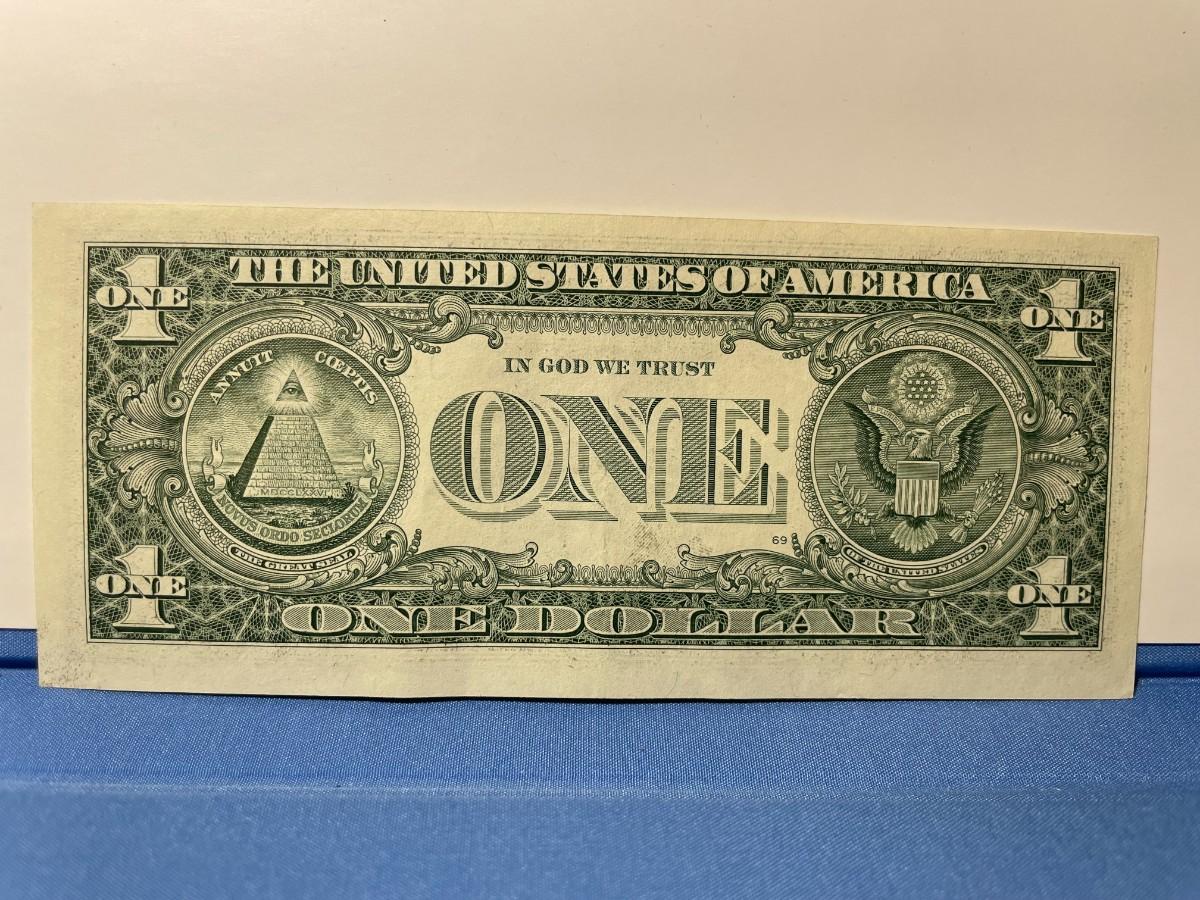 THE UNITED STATES OF AMERICA
1
ONE
1
ONE
ANNUIT CŒPTIS
MDCCLXXVI
NOVUS ORDO SECLORUM
THE GREAT SEAL
IN GOD WE TRUST
ONE
69
OF THE UNITED STATES
1
ONE
1
ONE
ONE DOLLAR